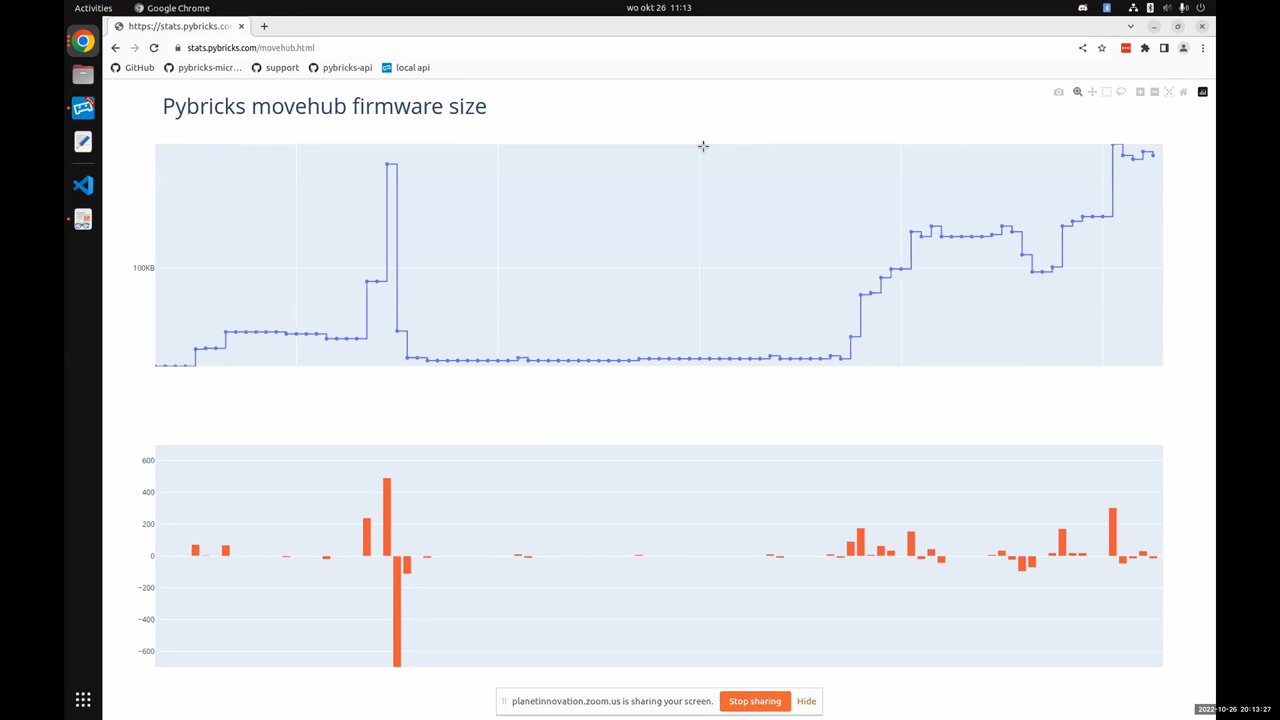 Activities
Google Chrome
wo okt 26 11:13
https://stats.pybricks.co
stats.pybricks.com/movehub.html
GitHub
pybricks-micr...
support
pybricks-api
local api
Pybricks movehub firmware size
100KB
600
400
200
0
−200
−400
−600
planetinnovation.zoom.us is sharing your screen.
Stop sharing
Hide
2022-10-26 20:13:27